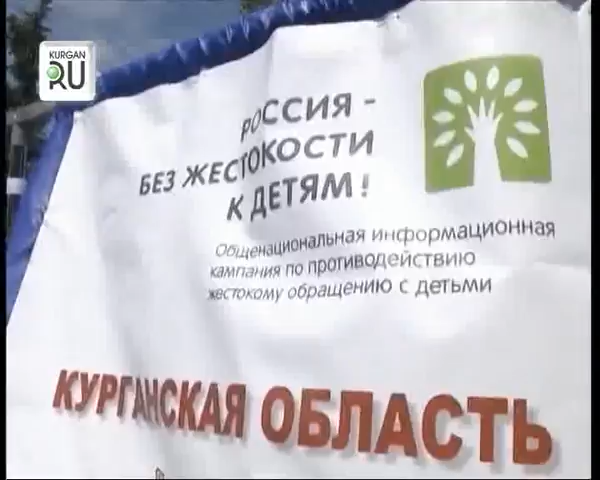 KURGAN
RU
РОССИЯ -
БЕЗ ЖЕСТОКОСТИ
К ДЕТЯМ!
Общенациональная информационная
кампания по противодействию
жестокому обращению с детьми
КУРГАНСКАЯ ОБЛАСТЬ